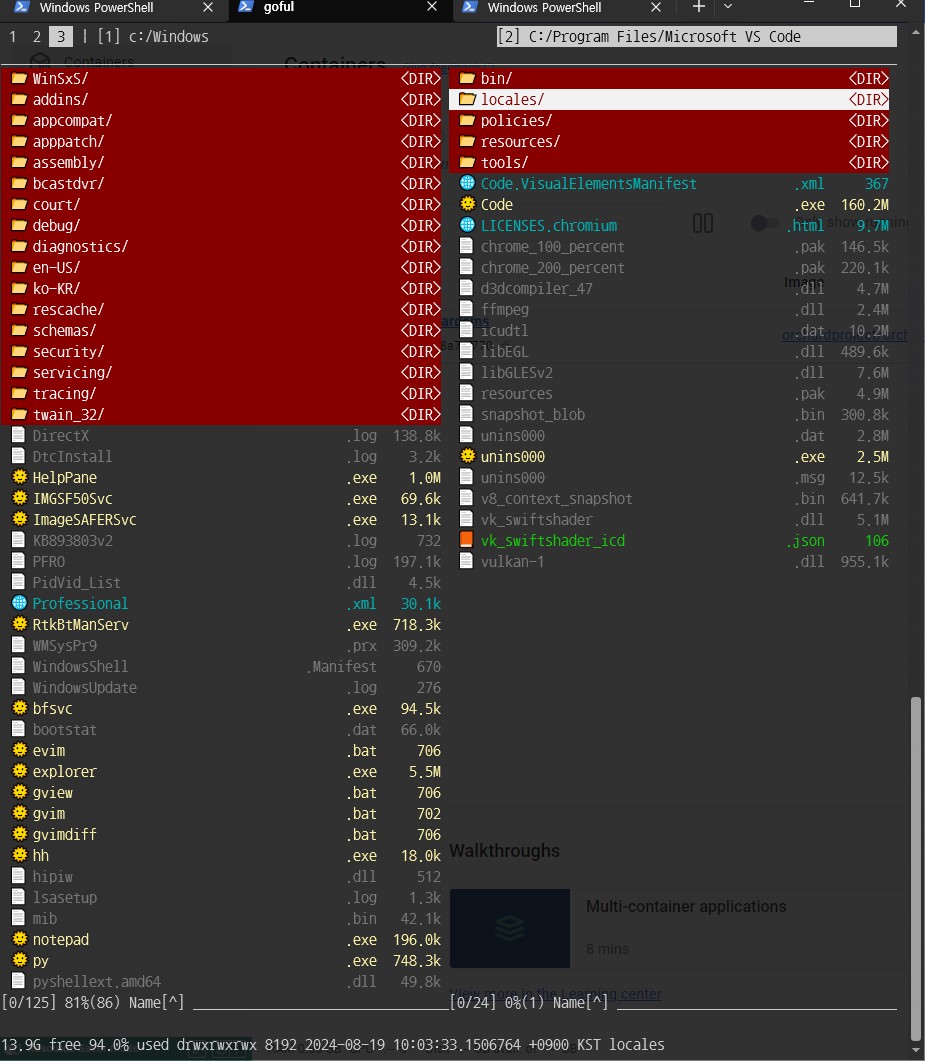 Windows PowerShell
goful
Windows PowerShell
1 2 3 | [1] c:/Windows
[2] C:/Program Files/Microsoft VS Code
Containers
Containers
WinSxS/ <DIR>
addins/ <DIR>
appcompat/ <DIR>
apppatch/ <DIR>
assembly/ <DIR>
bcastdvr/ <DIR>
court/ <DIR>
debug/ <DIR>
diagnostics/ <DIR>
en-US/ <DIR>
ko-KR/ <DIR>
rescache/ <DIR>
schemas/ <DIR>
security/ <DIR>
servicing/ <DIR>
tracing/ <DIR>
twain_32/ <DIR>
DirectX .log 138.8k
DtcInstall .log 3.2k
HelpPane .exe 1.0M
IMGSF50Svc .exe 69.6k
ImageSAFERSvc .exe 13.1k
KB893803v2 .log 732
PFRO .log 197.1k
PidVid_List .dll 4.5k
Professional .xml 30.1k
RtkBtManServ .exe 718.3k
WMSysPr9 .prx 309.2k
WindowsShell .Manifest 670
WindowsUpdate .log 276
bfsvc .exe 94.5k
bootstat .dat 66.0k
evim .bat 706
explorer .exe 5.5M
gview .bat 706
gvim .bat 702
gvimdiff .bat 706
hh .exe 18.0k
hipiw .dll 512
lsasetup .log 1.3k
mib .bin 42.1k
notepad .exe 196.0k
py .exe 748.3k
pyshellext.amd64 .dll 49.8k
[0/125] 81%(86) Name[^]
bin/ <DIR>
locales/ <DIR>
policies/ <DIR>
resources/ <DIR>
tools/ <DIR>
Code.VisualElementsManifest .xml 367
Code .exe 160.2M
LICENSES.chromium .html 9.7M
chrome_100_percent .pak 146.5k
chrome_200_percent .pak 220.1k
d3dcompiler_47 .dll 4.7M
ffmpeg .dll 2.4M
icudtl .dat 10.2M
libEGL .dll 489.6k
libGLESv2 .dll 7.6M
resources .pak 4.9M
snapshot_blob .bin 300.8k
unins000 .dat 2.8M
unins000 .exe 2.5M
unins000 .msg 12.5k
v8_context_snapshot .bin 641.7k
vk_swiftshader .dll 5.1M
vk_swiftshader_icd .json 106
vulkan-1 .dll 955.1k
Walkthroughs
Multi-container applications
8 mins
View more in the Learning center
[0/24] 0%(1) Name[^]
13.9G free 94.0% used drwxrwxrwx 8192 2024-08-19 10:03:33.1506764 +0900 KST locales